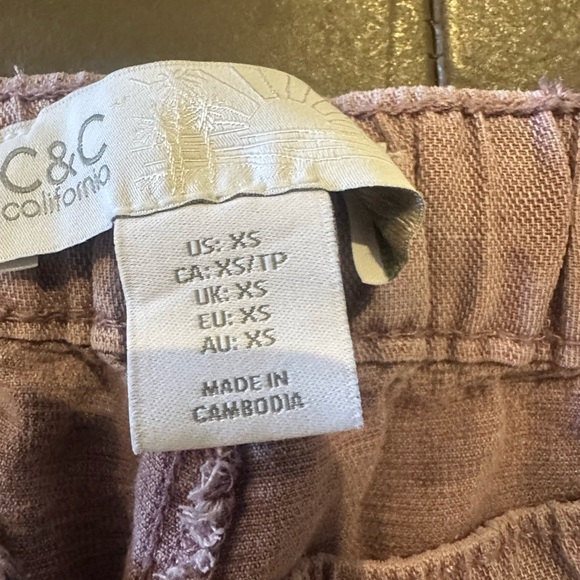 C&C
california
US: XS
CA: XS/TP
UK: XS
EU: XS
AU: XS
MADE IN
CAMBODIA